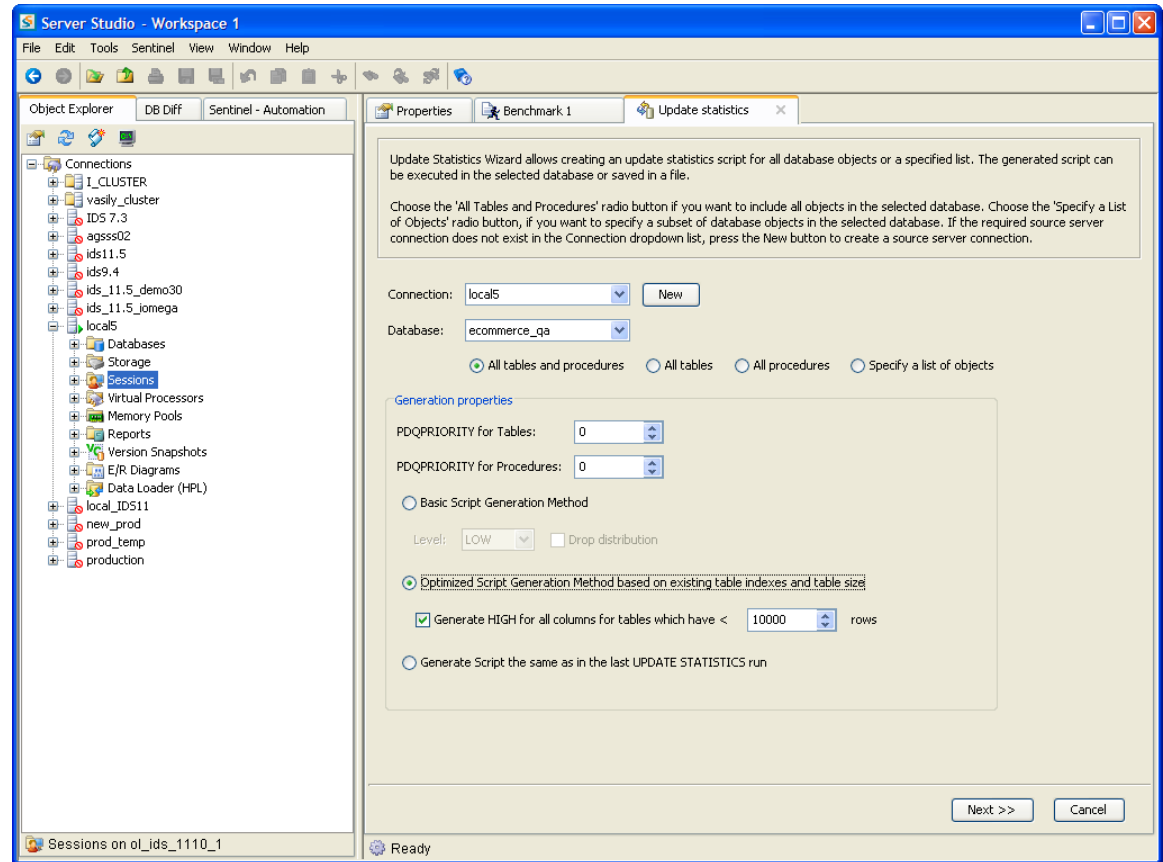 Server Studio - Workspace 1
File Edit Tools Sentinel View Window Help
Object Explorer DB Diff Sentinel - Automation
Connections
I_CLUSTER
vasily_cluster
IDS 7.3
agsss02
ids11.5
ids9.4
ids_11.5_demo30
ids_11.5_iomega
local5
Databases
Storage
Sessions
Virtual Processors
Memory Pools
Reports
Version Snapshots
E/R Diagrams
Data Loader (HPL)
local_IDS11
new_prod
prod_temp
production
Sessions on ol_ids_1110_1
Properties Benchmark 1 Update statistics
Update Statistics Wizard allows creating an update statistics script for all database objects or a specified list. The generated script can
be executed in the selected database or saved in a file.
Choose the 'All Tables and Procedures' radio button if you want to include all objects in the selected database. Choose the 'Specify a List
of Objects' radio button, if you want to specify a subset of database objects in the selected database. If the required source server
connection does not exist in the Connection dropdown list, press the New button to create a source server connection.
Connection: local5 New
Database: ecommerce_qa
All tables and procedures All tables All procedures Specify a list of objects
Generation properties
PDQPRIORITY for Tables: 0
PDQPRIORITY for Procedures: 0
Basic Script Generation Method
Level: LOW Drop distribution
Optimized Script Generation Method based on existing table indexes and table size
Generate HIGH for all columns for tables which have < 10000 rows
Generate Script the same as in the last UPDATE STATISTICS run
Next >> Cancel
Ready